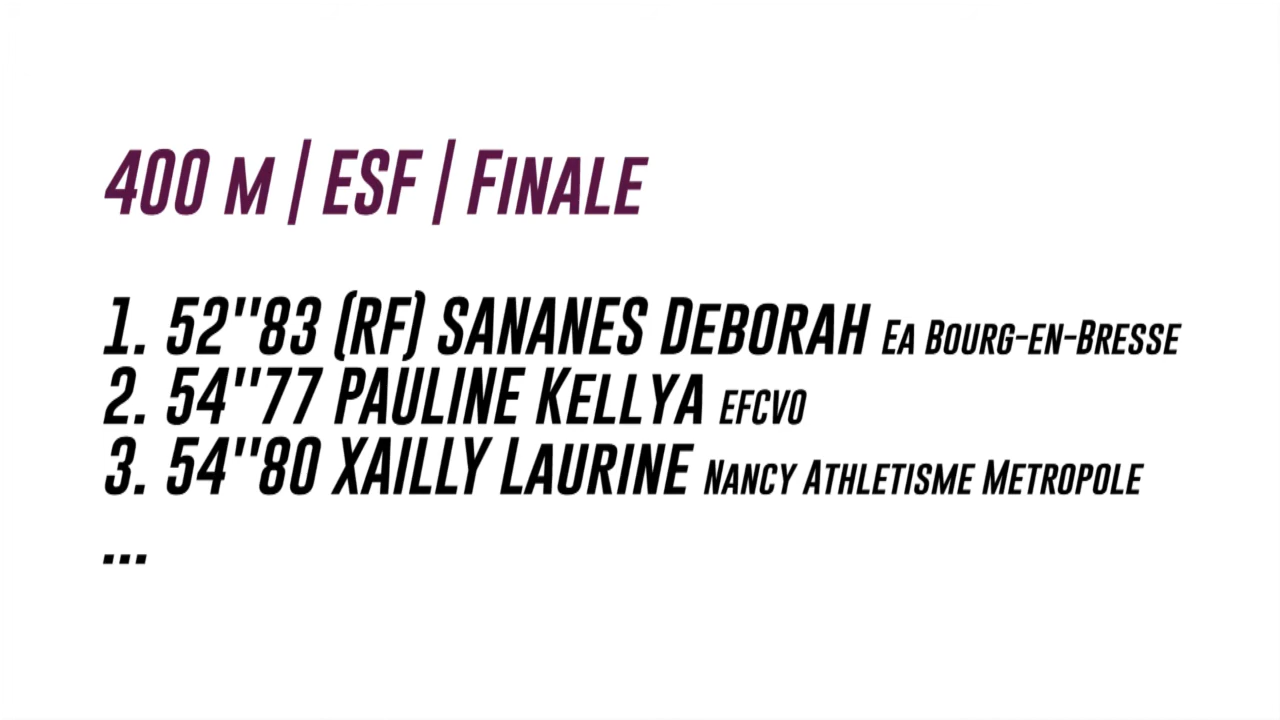 400 m | ESF | Finale
1. 52''83 (RF) SANANES Deborah Ea Bourg-en-Bresse
2. 54''77 PAULINE Kellya EFCVO
3. 54''80 XAILLY Laurine Nancy Athletisme Metropole
...